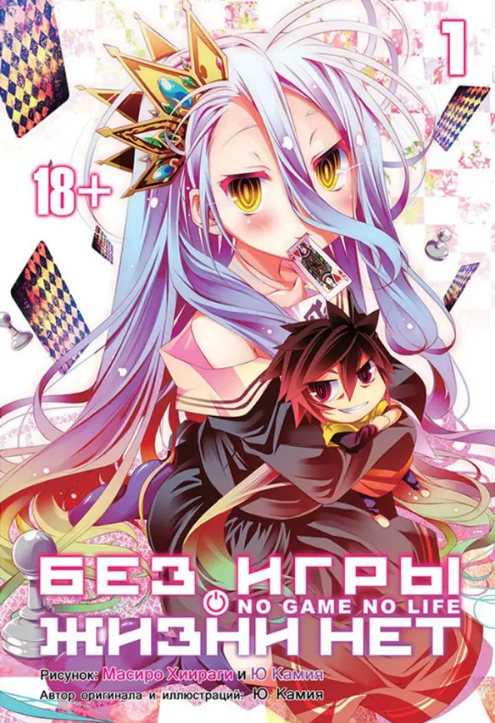 1
18+
БЕЗ ИГРЫ
NO GAME NO LIFE
ЖИЗНИ НЕТ
Рисунок: Масиро Хиираги и Ю Камия
Автор оригинала и иллюстраций: Ю Камия